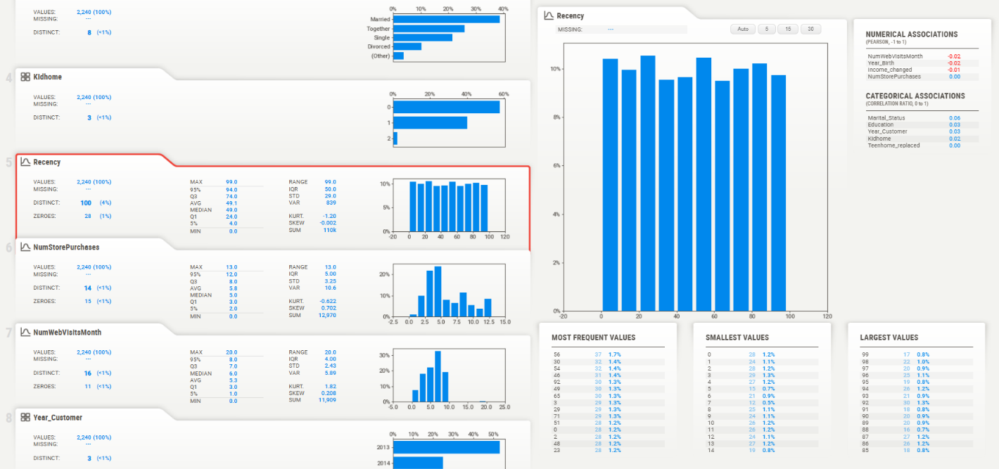 VALUES: 2,240 (100%)
MISSING: ---
DISTINCT: 8 (<1%)
0% 10% 20% 30% 40%
Married
Together
Single
Divorced
(Other)
4 Kidhome
VALUES: 2,240 (100%)
MISSING: ---
DISTINCT: 3 (<1%)
0% 20% 40% 60%
0
1
2
5 Recency
VALUES: 2,240 (100%)
MISSING: ---
DISTINCT: 100 (4%)
ZEROES: 28 (1%)
MAX 99.0
95% 94.0
Q3 74.0
AVG 49.1
MEDIAN 49.0
Q1 24.0
5% 4.0
MIN 0.0
RANGE 99.0
IQR 50.0
STD 29.0
VAR 839
KURT. -1.20
SKEW -0.002
SUM 110k
10%
5%
0%
-20 0 20 40 60 80 100 120
6 NumStorePurchases
VALUES: 2,240 (100%)
MISSING: ---
DISTINCT: 14 (<1%)
ZEROES: 15 (<1%)
MAX 13.0
95% 12.0
Q3 8.0
AVG 5.8
MEDIAN 5.0
Q1 3.0
5% 2.0
MIN 0.0
RANGE 13.0
IQR 5.00
STD 3.25
VAR 10.6
KURT. -0.622
SKEW 0.702
SUM 12,970
20%
10%
0%
-2.5 0.0 2.5 5.0 7.5 10.0 12.5 15.0
7 NumWebVisitsMonth
VALUES: 2,240 (100%)
MISSING: ---
DISTINCT: 16 (<1%)
ZEROES: 11 (<1%)
MAX 20.0
95% 8.0
Q3 7.0
MEDIAN 6.0
AVG 5.3
Q1 3.0
5% 1.0
MIN 0.0
RANGE 20.0
IQR 4.00
STD 2.43
VAR 5.89
KURT. 1.82
SKEW 0.208
SUM 11,909
30%
20%
10%
0%
-5.0 0.0 5.0 10.0 15.0 20.0 25.0
8 Year_Customer
VALUES: 2,240 (100%)
MISSING: ---
DISTINCT: 3 (<1%)
0% 10% 20% 30% 40% 50%
2013
2014
Recency
MISSING: ---
Auto 5 15 30
10%
8%
6%
4%
2%
0%
-20 0 20 40 60 80 100 120
NUMERICAL ASSOCIATIONS
(PEARSON, -1 to 1)
NumWebVisitsMonth -0.02
Year_Birth -0.02
Income_changed -0.01
NumStorePurchases 0.00
CATEGORICAL ASSOCIATIONS
(CORRELATION RATIO, 0 to 1)
Marital_Status 0.06
Education 0.03
Year_Customer 0.03
Kidhome 0.02
Teenhome_replaced 0.00
MOST FREQUENT VALUES
56 37 1.7%
30 32 1.4%
54 32 1.4%
46 31 1.4%
92 30 1.3%
49 30 1.3%
65 30 1.3%
3 29 1.3%
29 29 1.3%
71 29 1.3%
51 28 1.2%
0 28 1.2%
2 28 1.2%
48 28 1.2%
23 28 1.2%
SMALLEST VALUES
0 28 1.2%
1 24 1.1%
2 28 1.2%
3 29 1.3%
4 27 1.2%
5 15 0.7%
6 21 0.9%
7 12 0.5%
8 25 1.1%
9 24 1.1%
10 26 1.2%
11 26 1.2%
12 24 1.1%
13 27 1.2%
14 19 0.8%
LARGEST VALUES
99 17 0.8%
98 22 1.0%
97 20 0.9%
96 25 1.1%
95 19 0.8%
94 26 1.2%
93 21 0.9%
92 30 1.3%
91 18 0.8%
90 20 0.9%
89 20 0.9%
88 16 0.7%
87 27 1.2%
86 26 1.2%
85 18 0.8%